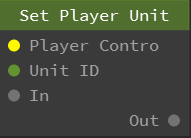 Set Player Unit
Player Contro
Unit ID
In
Out